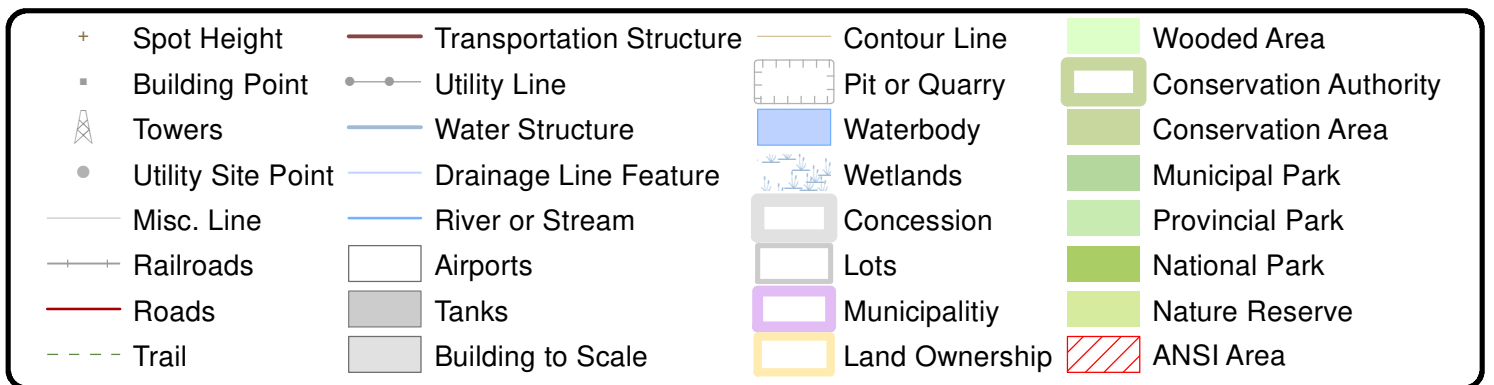 Spot Height
Building Point
Towers
Utility Site Point
Misc. Line
Railroads
Roads
Trail
Transportation Structure
Utility Line
Water Structure
Drainage Line Feature
River or Stream
Airports
Tanks
Building to Scale
Contour Line
Pit or Quarry
Waterbody
Wetlands
Concession
Lots
Municipalitiy
Land Ownership
Wooded Area
Conservation Authority
Conservation Area
Municipal Park
Provincial Park
National Park
Nature Reserve
ANSI Area